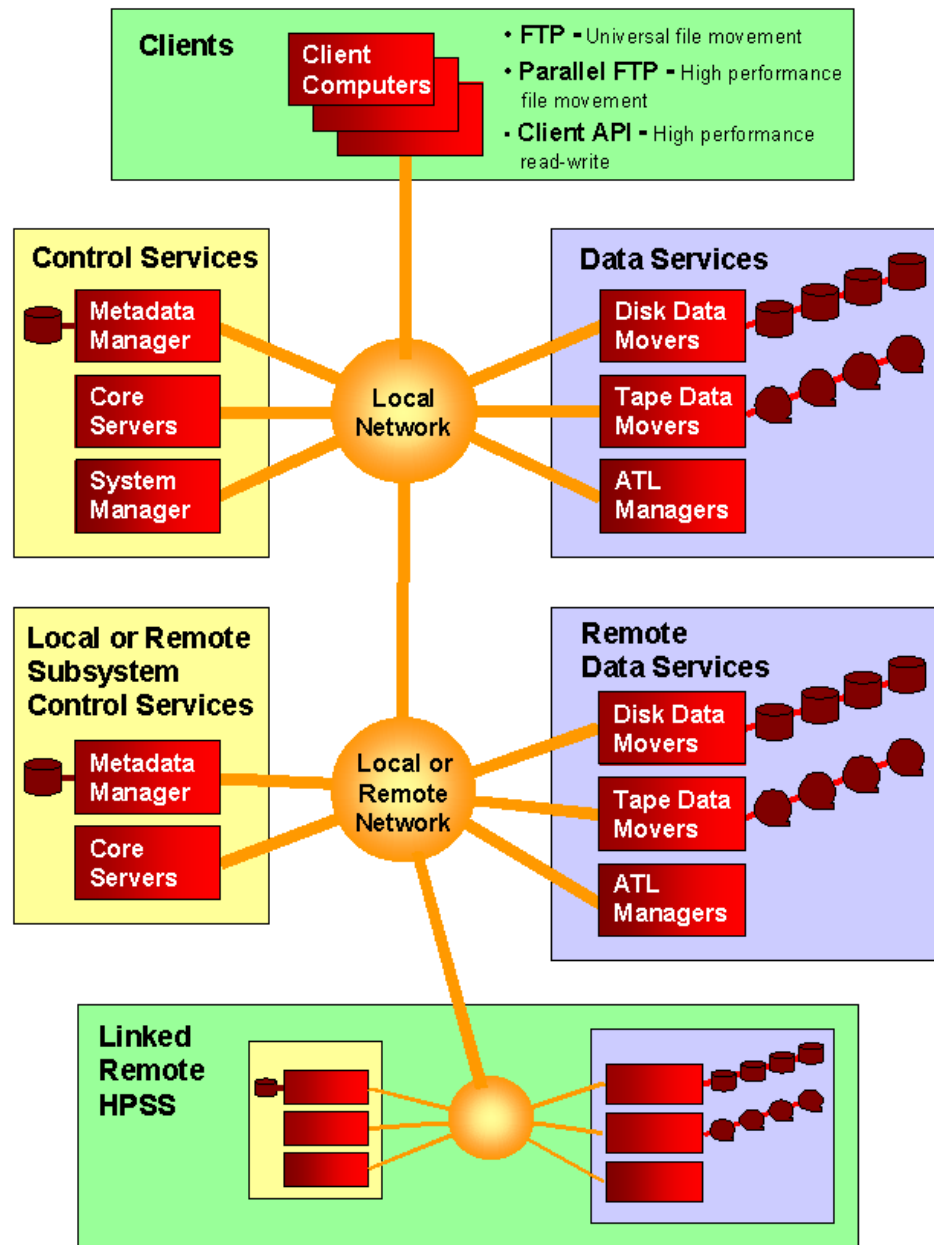 Clients
Client
Computers
• FTP - Universal file movement
• Parallel FTP - High performance
file movement
• Client API - High performance
read-write
Control Services
Metadata
Manager
Core
Servers
System
Manager
Local
Network
Data Services
Disk Data
Movers
Tape Data
Movers
ATL
Managers
Local or Remote
Subsystem
Control Services
Metadata
Manager
Core
Servers
Local or
Remote
Network
Remote
Data Services
Disk Data
Movers
Tape Data
Movers
ATL
Managers
Linked
Remote
HPSS